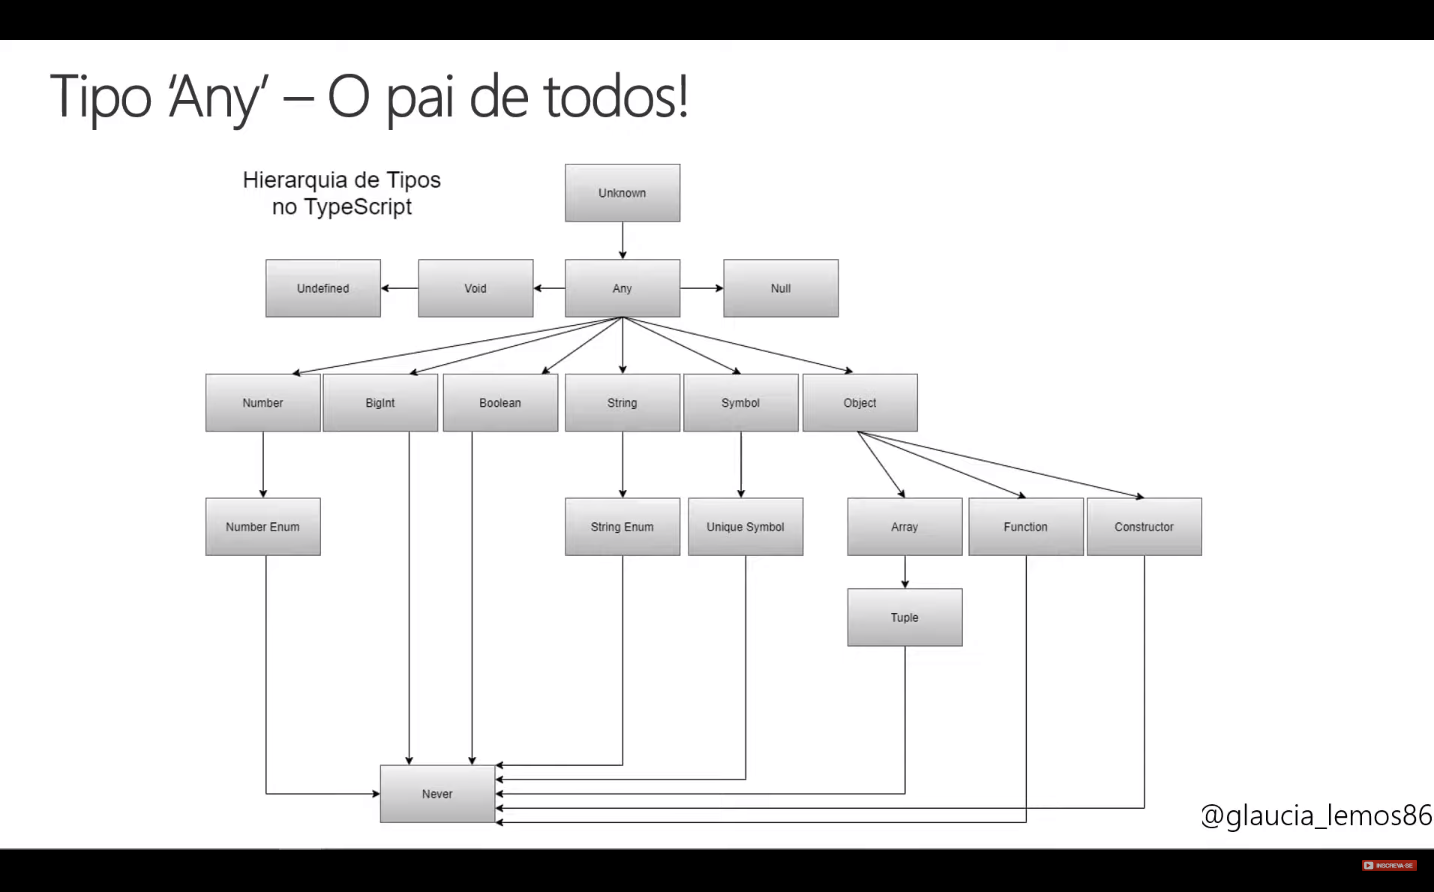 Tipo ‘Any’ – O pai de todos!
Hierarquia de Tipos
no TypeScript
Unknown
Undefined
Void
Any
Null
Number
BigInt
Boolean
String
Symbol
Object
Number Enum
String Enum
Unique Symbol
Array
Function
Constructor
Tuple
Never
@glaucia_lemos86
INSCREVA-SE